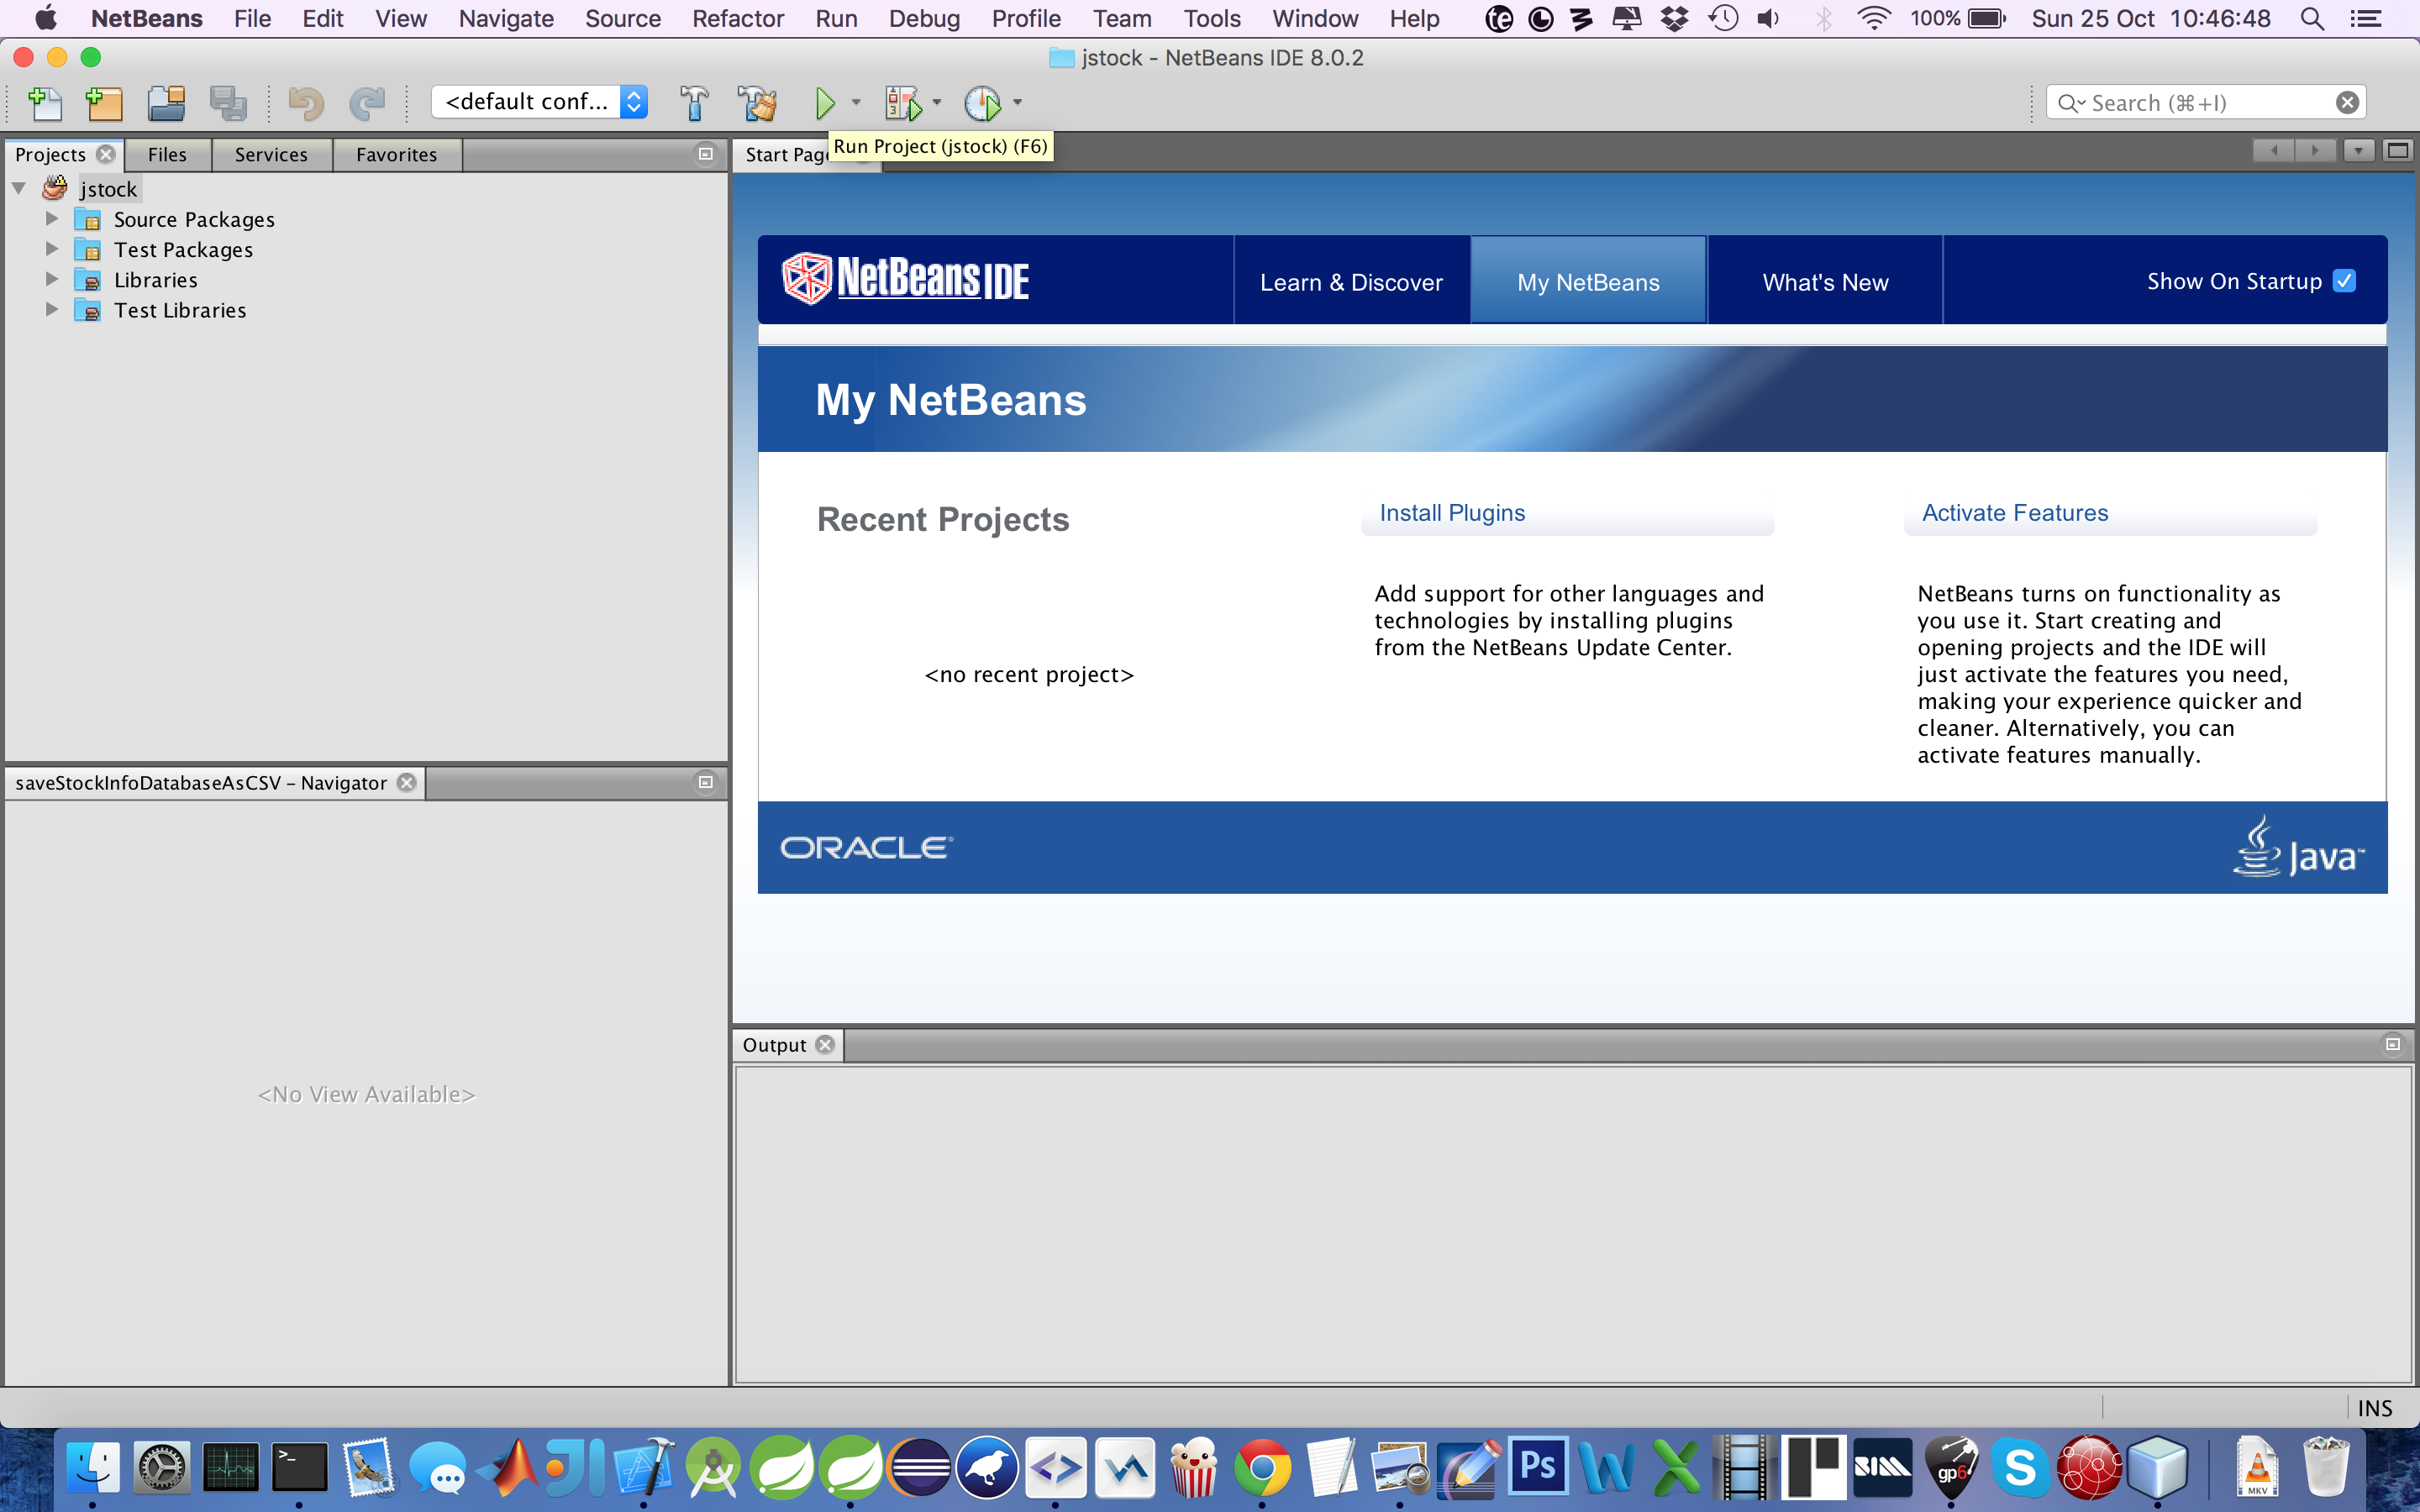 NetBeans File Edit View Navigate Source Refactor Run Debug Profile Team Tools Window Help te 100% Sun 25 Oct 10:46:48
jstock - NetBeans IDE 8.0.2
<default conf... Search (⌘+I)
Run Project (jstock) (F6)
Projects Files Services Favorites
jstock
Source Packages
Test Packages
Libraries
Test Libraries
saveStockInfoDatabaseAsCSV – Navigator
<No View Available>
Start Pag
NetBeans IDE Learn & Discover My NetBeans What's New Show On Startup
My NetBeans
Recent Projects
<no recent project>
Install Plugins
Add support for other languages and
technologies by installing plugins
from the NetBeans Update Center.
Activate Features
NetBeans turns on functionality as
you use it. Start creating and
opening projects and the IDE will
just activate the features you need,
making your experience quicker and
cleaner. Alternatively, you can
activate features manually.
ORACLE Java
Output
INS
Ps gp6 S MKV